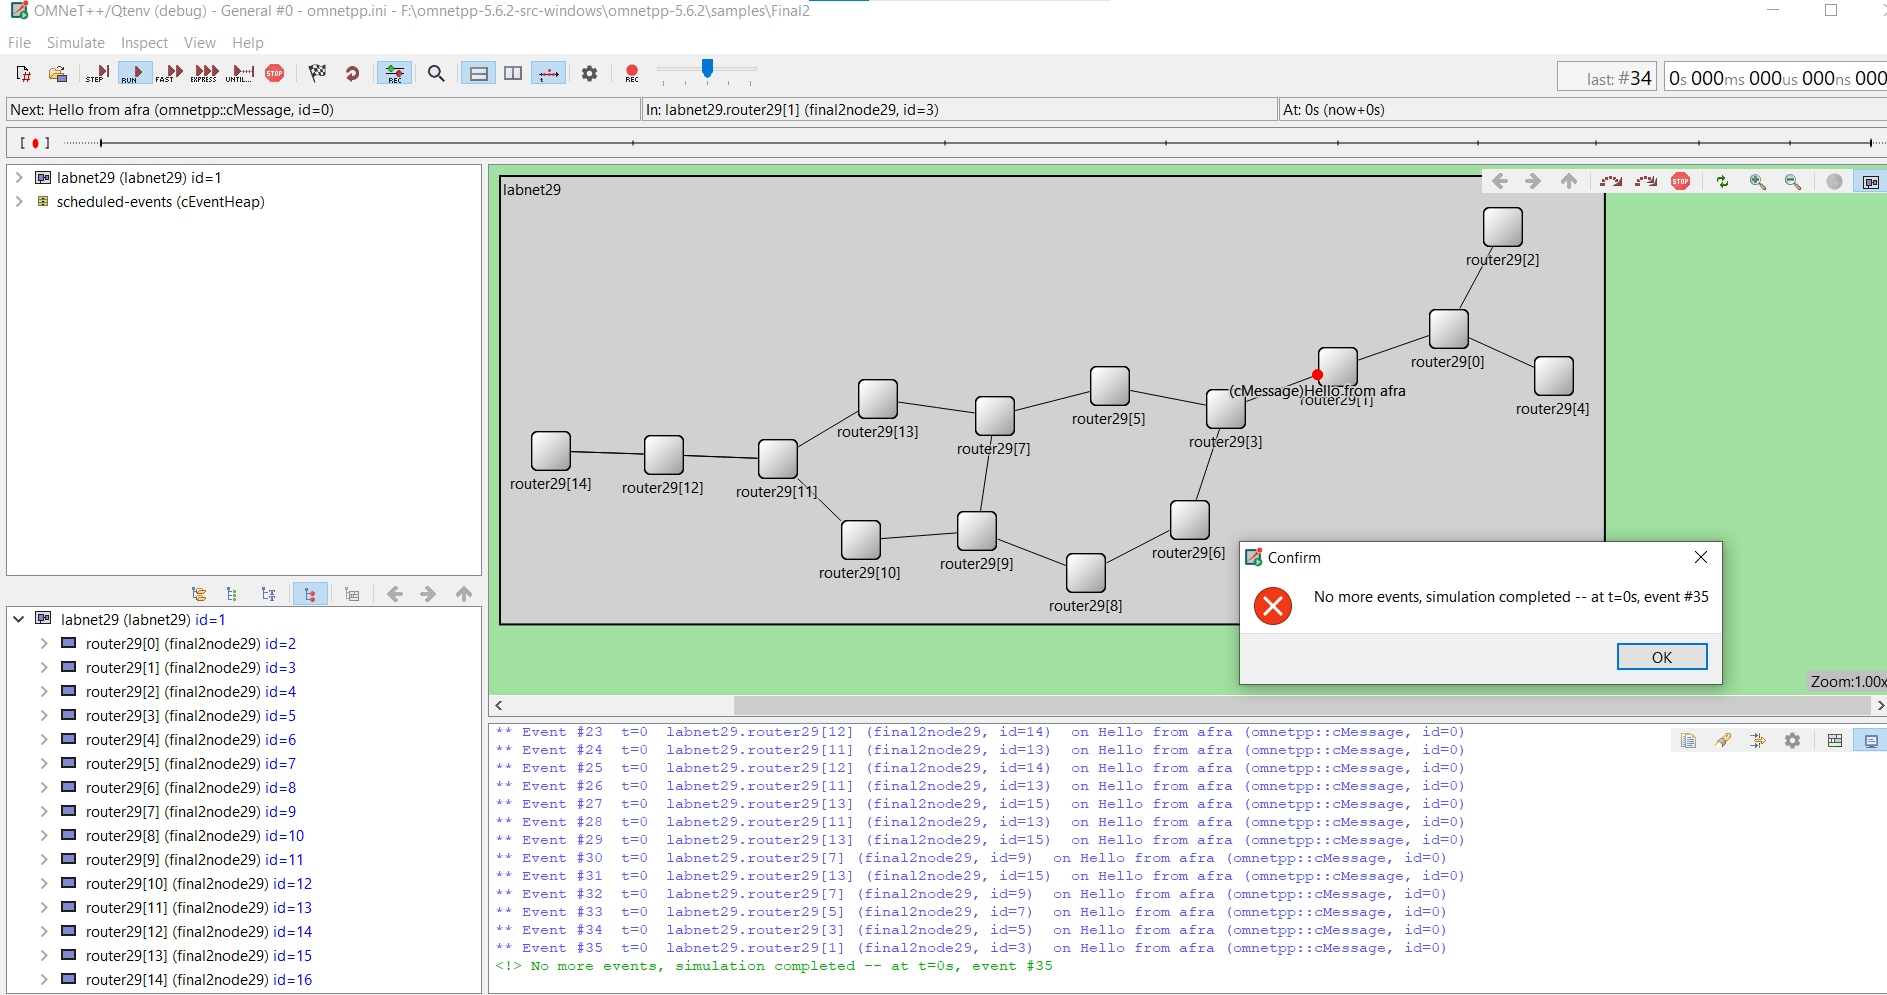 OMNeT++/Qtenv (debug) - General #0 - omnetpp.ini - F:\omnetpp-5.6.2-src-windows\omnetpp-5.6.2\samples\Final2
File Simulate Inspect View Help
STEP RUN FAST EXPRESS UNTIL... STOP REC REC
last: #34 0s 000ms 000us 000ns 000
Next: Hello from afra (omnetpp::cMessage, id=0) In: labnet29.router29[1] (final2node29, id=3) At: 0s (now+0s)
labnet29 (labnet29) id=1
scheduled-events (cEventHeap)
labnet29
STOP
router29[2]
router29[0]
(cMessage)Hello from afra
router29[1]
router29[4]
router29[5]
router29[13]
router29[3]
router29[7]
router29[14]
router29[12]
router29[11]
router29[6]
router29[9]
router29[10]
router29[8]
Confirm
No more events, simulation completed -- at t=0s, event #35
OK
Zoom:1.00x
labnet29 (labnet29) id=1
router29[0] (final2node29) id=2
router29[1] (final2node29) id=3
router29[2] (final2node29) id=4
router29[3] (final2node29) id=5
router29[4] (final2node29) id=6
router29[5] (final2node29) id=7
router29[6] (final2node29) id=8
router29[7] (final2node29) id=9
router29[8] (final2node29) id=10
router29[9] (final2node29) id=11
router29[10] (final2node29) id=12
router29[11] (final2node29) id=13
router29[12] (final2node29) id=14
router29[13] (final2node29) id=15
router29[14] (final2node29) id=16
** Event #23 t=0 labnet29.router29[12] (final2node29, id=14) on Hello from afra (omnetpp::cMessage, id=0)
** Event #24 t=0 labnet29.router29[11] (final2node29, id=13) on Hello from afra (omnetpp::cMessage, id=0)
** Event #25 t=0 labnet29.router29[12] (final2node29, id=14) on Hello from afra (omnetpp::cMessage, id=0)
** Event #26 t=0 labnet29.router29[11] (final2node29, id=13) on Hello from afra (omnetpp::cMessage, id=0)
** Event #27 t=0 labnet29.router29[13] (final2node29, id=15) on Hello from afra (omnetpp::cMessage, id=0)
** Event #28 t=0 labnet29.router29[11] (final2node29, id=13) on Hello from afra (omnetpp::cMessage, id=0)
** Event #29 t=0 labnet29.router29[13] (final2node29, id=15) on Hello from afra (omnetpp::cMessage, id=0)
** Event #30 t=0 labnet29.router29[7] (final2node29, id=9) on Hello from afra (omnetpp::cMessage, id=0)
** Event #31 t=0 labnet29.router29[13] (final2node29, id=15) on Hello from afra (omnetpp::cMessage, id=0)
** Event #32 t=0 labnet29.router29[7] (final2node29, id=9) on Hello from afra (omnetpp::cMessage, id=0)
** Event #33 t=0 labnet29.router29[5] (final2node29, id=7) on Hello from afra (omnetpp::cMessage, id=0)
** Event #34 t=0 labnet29.router29[3] (final2node29, id=5) on Hello from afra (omnetpp::cMessage, id=0)
** Event #35 t=0 labnet29.router29[1] (final2node29, id=3) on Hello from afra (omnetpp::cMessage, id=0)
<!> No more events, simulation completed -- at t=0s, event #35